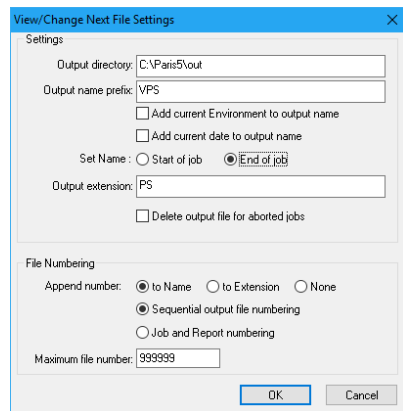 View/Change Next File Settings
Settings
Output directory: C:\Paris5\out
Output name prefix: VPS
Add current Environment to output name
Add current date to output name
Set Name : Start of job End of job
Output extension: PS
Delete output file for aborted jobs
File Numbering
Append number: to Name to Extension None
Sequential output file numbering
Job and Report numbering
Maximum file number: 999999
OK Cancel